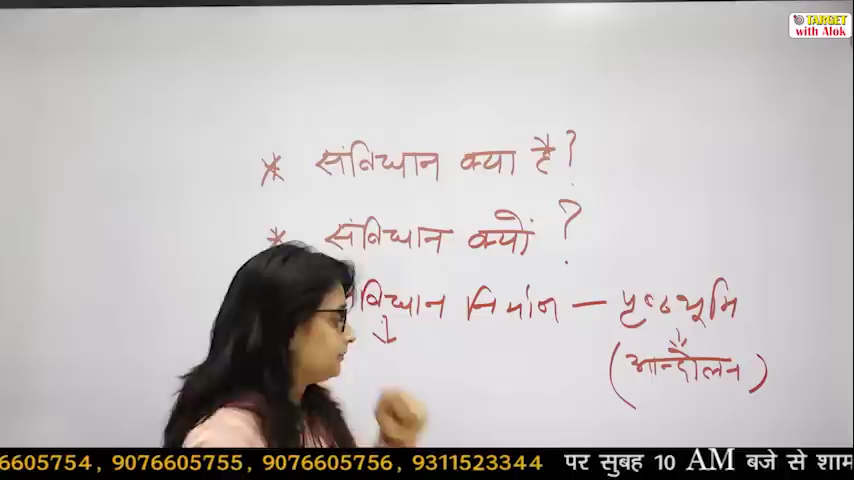 TARGET
with Alok
* संविधान क्या है?
* संविधान क्यों ?
संविधान निर्माण — पृष्ठभूमि
(आन्दोलन)
6605754, 9076605755, 9076605756, 9311523344 पर सुबह 10 AM बजे से शाम